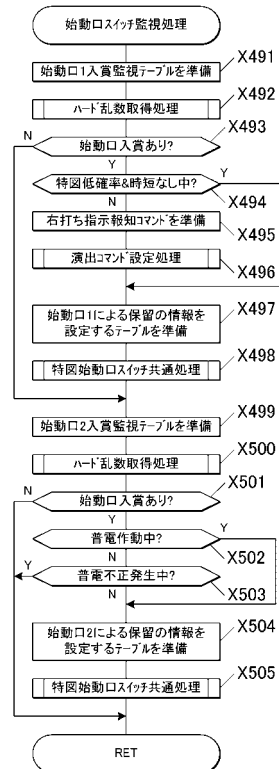 始動口スイッチ監視処理
X491
始動口1入賞監視テーブルを準備
X492
ハード乱数取得処理
X493
N
始動口入賞あり?
Y
Y
X494
特図低確率&時短なし中?
N
X495
右打ち指示報知コマンドを準備
X496
演出コマンド設定処理
X497
始動口1による保留の情報を
設定するテーブルを準備
X498
特図始動口スイッチ共通処理
X499
始動口2入賞監視テーブルを準備
X500
ハード乱数取得処理
X501
N
始動口入賞あり?
Y
Y
普電作動中?
X502
N
Y
普電不正発生中?
X503
N
X504
始動口2による保留の情報を
設定するテーブルを準備
X505
特図始動口スイッチ共通処理
RET